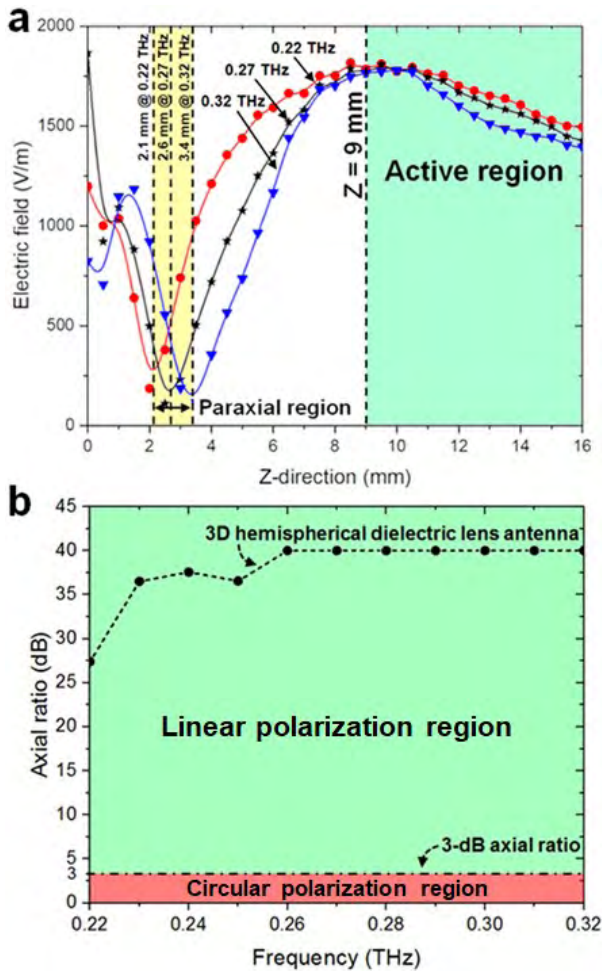 a
2000
1500
1000
500
0
Electric field (V/m)
2.1 mm @ 0.22 THz
2.6 mm @ 0.27 THz
3.4 mm @ 0.32 THz
0.22 THz
0.27 THz
0.32 THz
Z = 9 mm
Active region
Paraxial region
0 2 4 6 8 10 12 14 16
Z-direction (mm)
b
45
40
35
30
25
20
15
10
5
3
0
Axial ratio (dB)
3D hemispherical dielectric lens antenna
Linear polarization region
3-dB axial ratio
Circular polarization region
0.22 0.24 0.26 0.28 0.30 0.32
Frequency (THz)